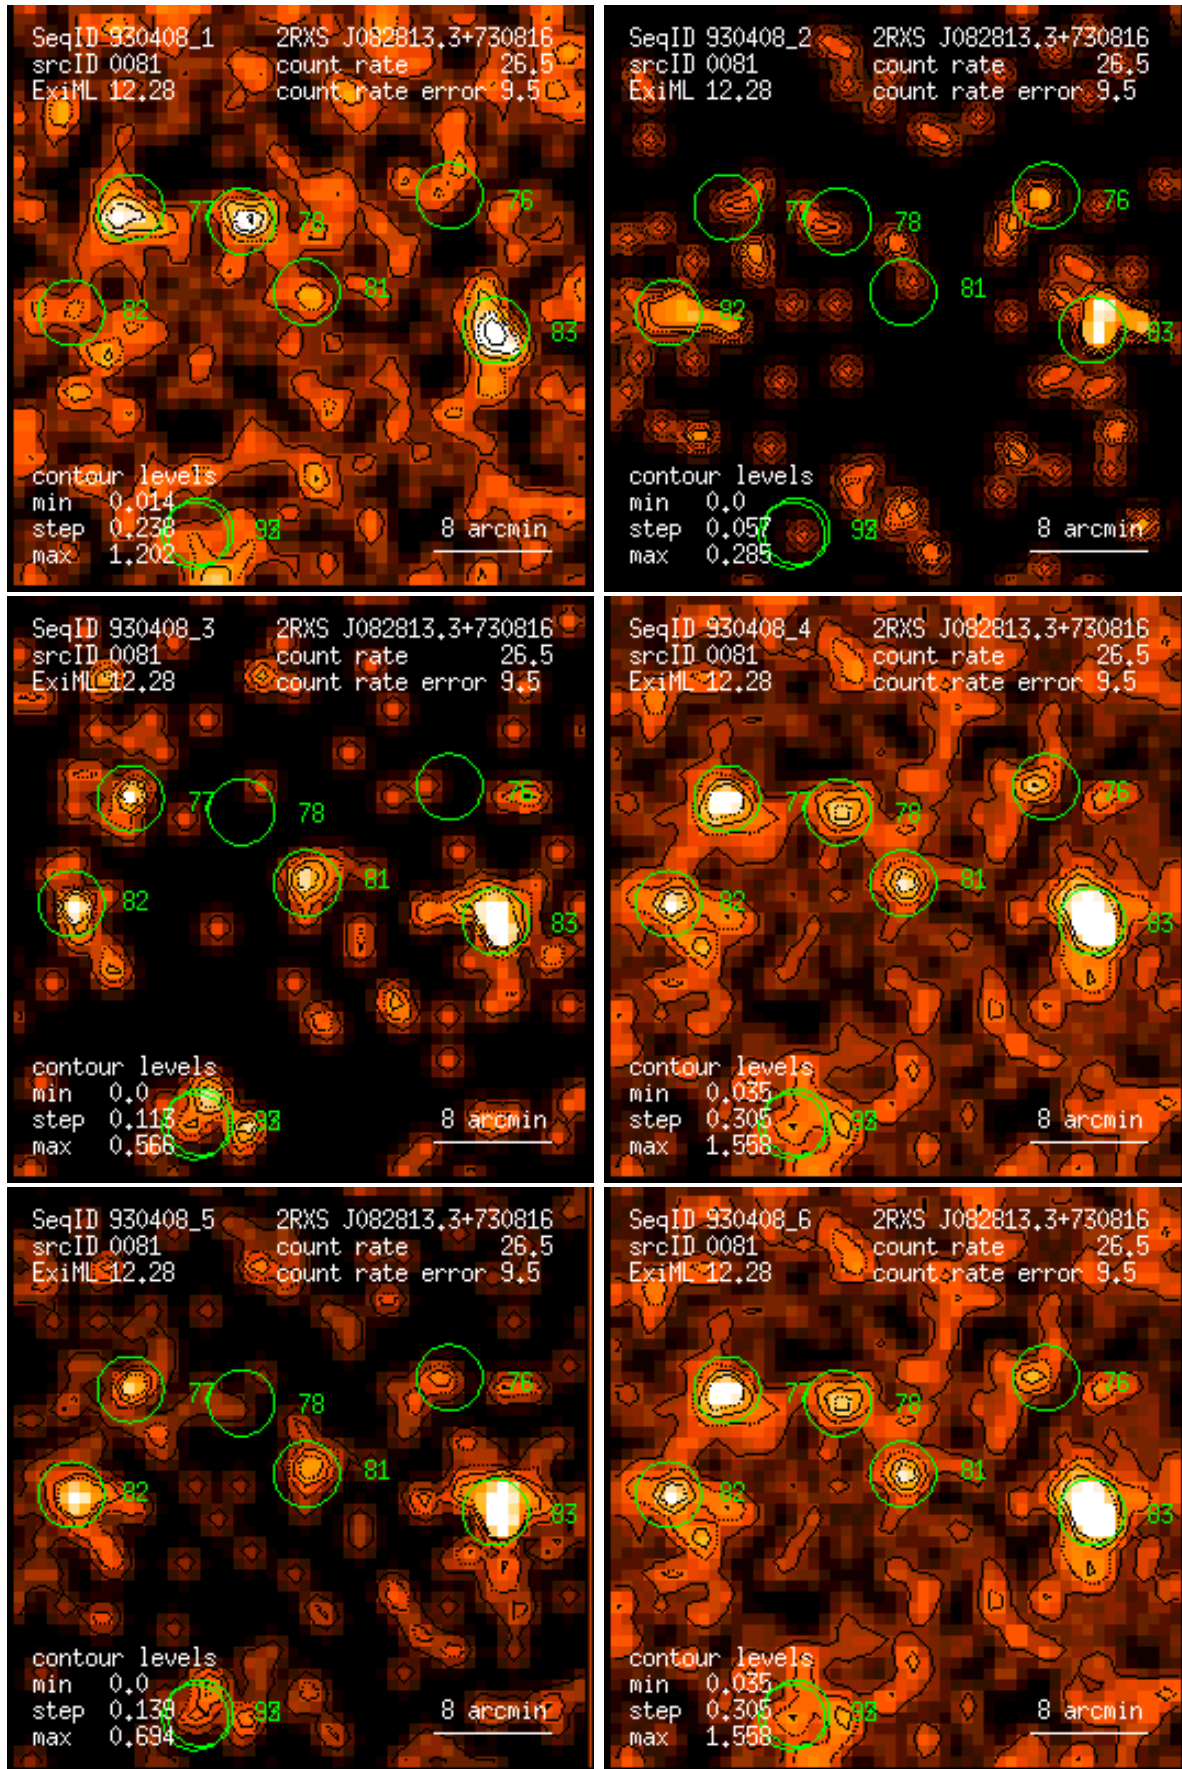 SeqID 930408_1 2RXS J082813.3+730816
srcID 0081 count rate 26.5
ExiML 12.28 count rate error 9.5
76
77 78
81
82
83
contour levels
min 0.014
step 0.238 8 arcmin
max 1.202
SeqID 930408_2 2RXS J082813.3+730816
srcID 0081 count rate 26.5
ExiML 12.28 count rate error 9.5
76
77 78
81
82
83
contour levels
min 0.0
step 0.057 8 arcmin
max 0.285
SeqID 930408_3 2RXS J082813.3+730816
srcID 0081 count rate 26.5
ExiML 12.28 count rate error 9.5
76
77 78
81
82
83
contour levels
min 0.0
step 0.113 8 arcmin
max 0.568
SeqID 930408_4 2RXS J082813.3+730816
srcID 0081 count rate 26.5
ExiML 12.28 count rate error 9.5
76
77 78
81
82
83
contour levels
min 0.035
step 0.305 8 arcmin
max 1.558
SeqID 930408_5 2RXS J082813.3+730816
srcID 0081 count rate 26.5
ExiML 12.28 count rate error 9.5
76
77 78
81
82
83
contour levels
min 0.0
step 0.139 8 arcmin
max 0.694
SeqID 930408_6 2RXS J082813.3+730816
srcID 0081 count rate 26.5
ExiML 12.28 count rate error 9.5
76
77 78
81
82
83
contour levels
min 0.035
step 0.305 8 arcmin
max 1.558